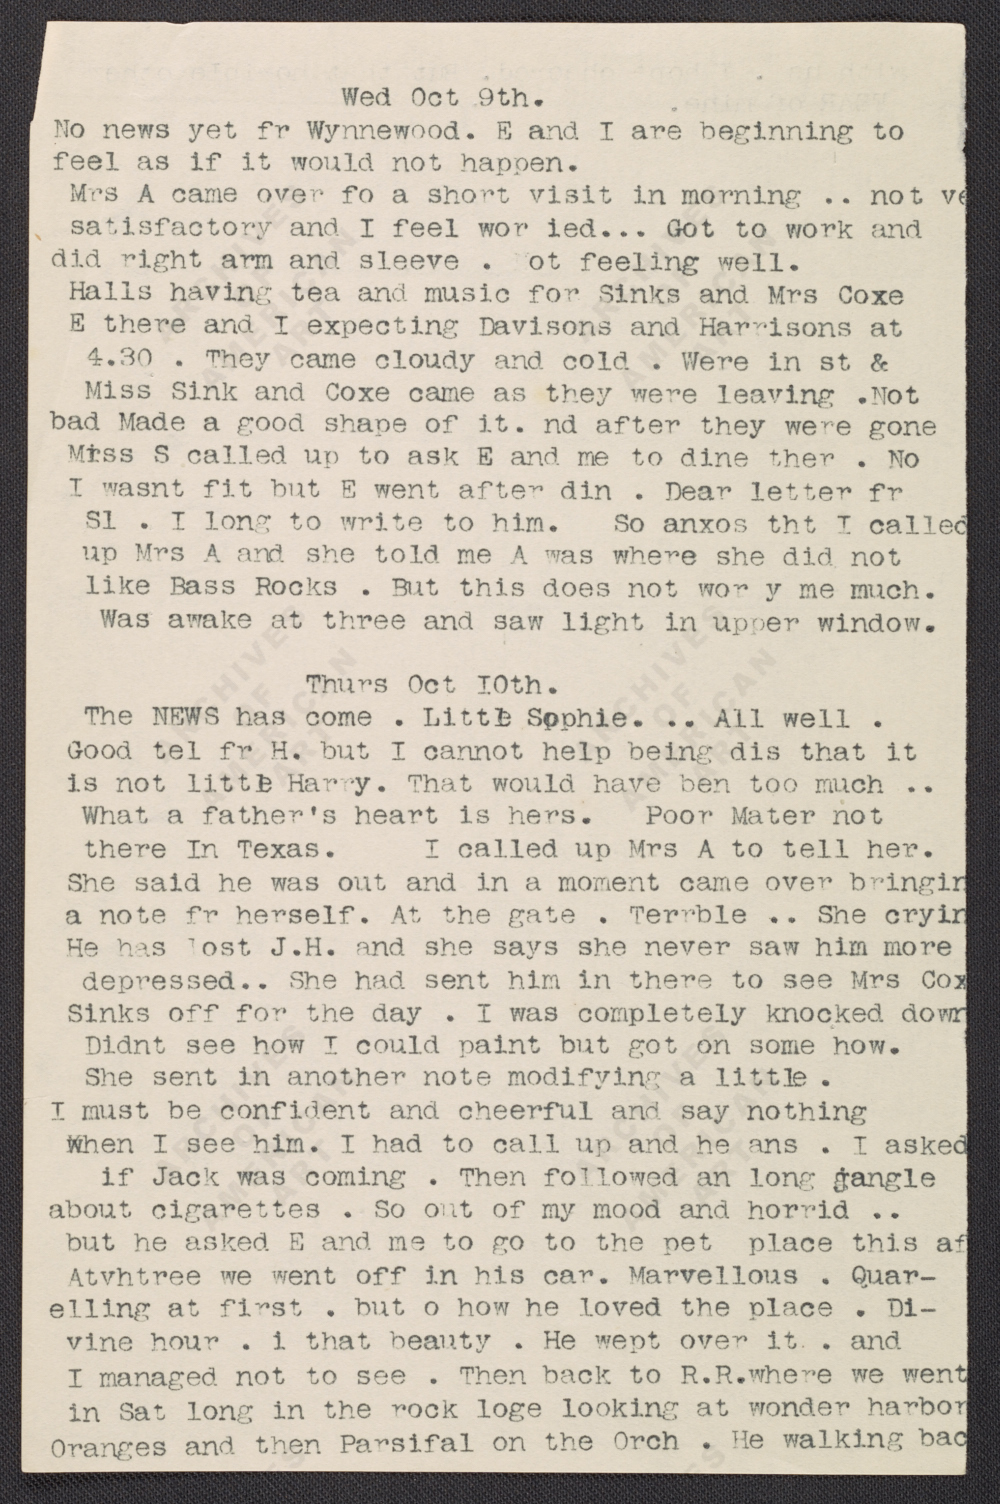 Wed Oct 9th.
No news yet fr Wynnewood. E and I are beginning to
feel as if it would not happen.
Mrs A came over fo a short visit in morning .. not ve
satisfactory and I feel wor ied... Got to work and
did right arm and sleeve . ot feeling well.
Halls having tea and music for Sinks and Mrs Coxe
E there and I expecting Davisons and Harrisons at
4.30 . They came cloudy and cold . Were in st &
Miss Sink and Coxe came as they were leaving .Not
bad Made a good shape of it. nd after they were gone
Miss S called up to ask E and me to dine ther . No
I wasnt fit but E went after din . Dear letter fr
Sl . I long to write to him. So anxos tht I called
up Mrs A and she told me A was where she did not
like Bass Rocks . But this does not wor y me much.
Was awake at three and saw light in upper window.
Thurs Oct IOth.
The NEWS has come . Little Sophie. .. All well .
Good tel fr H. but I cannot help being dis that it
is not little Harry. That would have ben too much ..
What a father's heart is hers. Poor Mater not
there In Texas. I called up Mrs A to tell her.
She said he was out and in a moment came over bringin
a note fr herself. At the gate . Terrble .. She cryin
He has lost J.H. and she says she never saw him more
depressed.. She had sent him in there to see Mrs Cox
Sinks off for the day . I was completely knocked down
Didnt see how I could paint but got on some how.
She sent in another note modifying a little .
I must be confident and cheerful and say nothing
When I see him. I had to call up and he ans . I asked
if Jack was coming . Then followed an long jangle
about cigarettes . So out of my mood and horrid ..
but he asked E and me to go to the pet place this af
Atvhtree we went off in his car. Marvellous . Quar-
elling at first . but o how he loved the place . Di-
vine hour . i that beauty . He wept over it. . and
I managed not to see . Then back to R.R.where we went
in Sat long in the rock loge looking at wonder harbor
Oranges and then Parsifal on the Orch . He walking bac